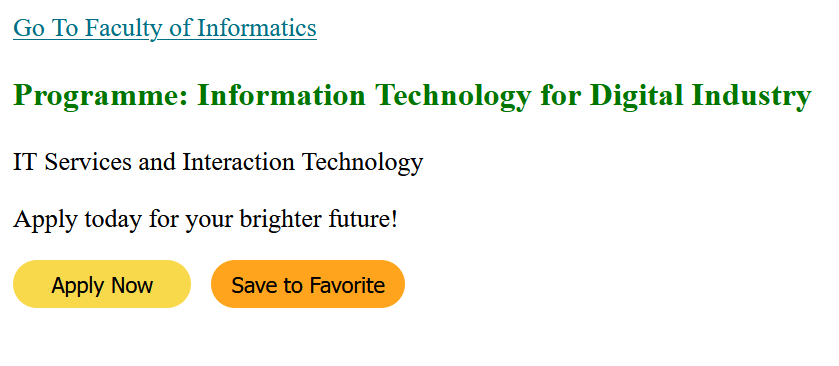 Go To Faculty of Informatics
Programme: Information Technology for Digital Industry
IT Services and Interaction Technology
Apply today for your brighter future!
Apply Now
Save to Favorite